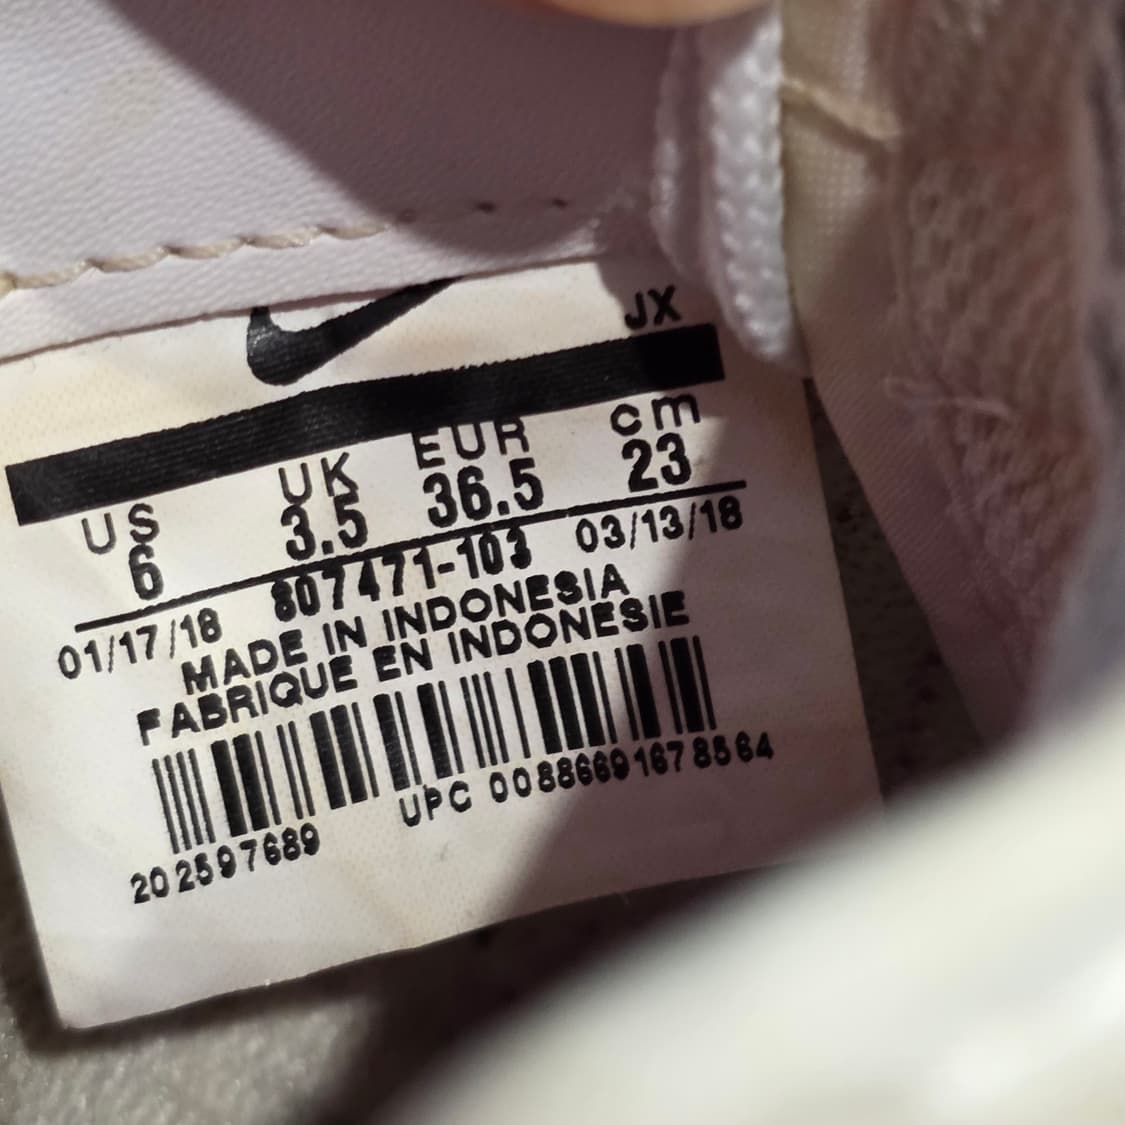 JX
US UK EUR cm
6 3.5 36.5 23
01/17/18 807471-103 03/13/18
MADE IN INDONESIA
FABRIQUE EN INDONESIE
202597689 UPC 00886691678564